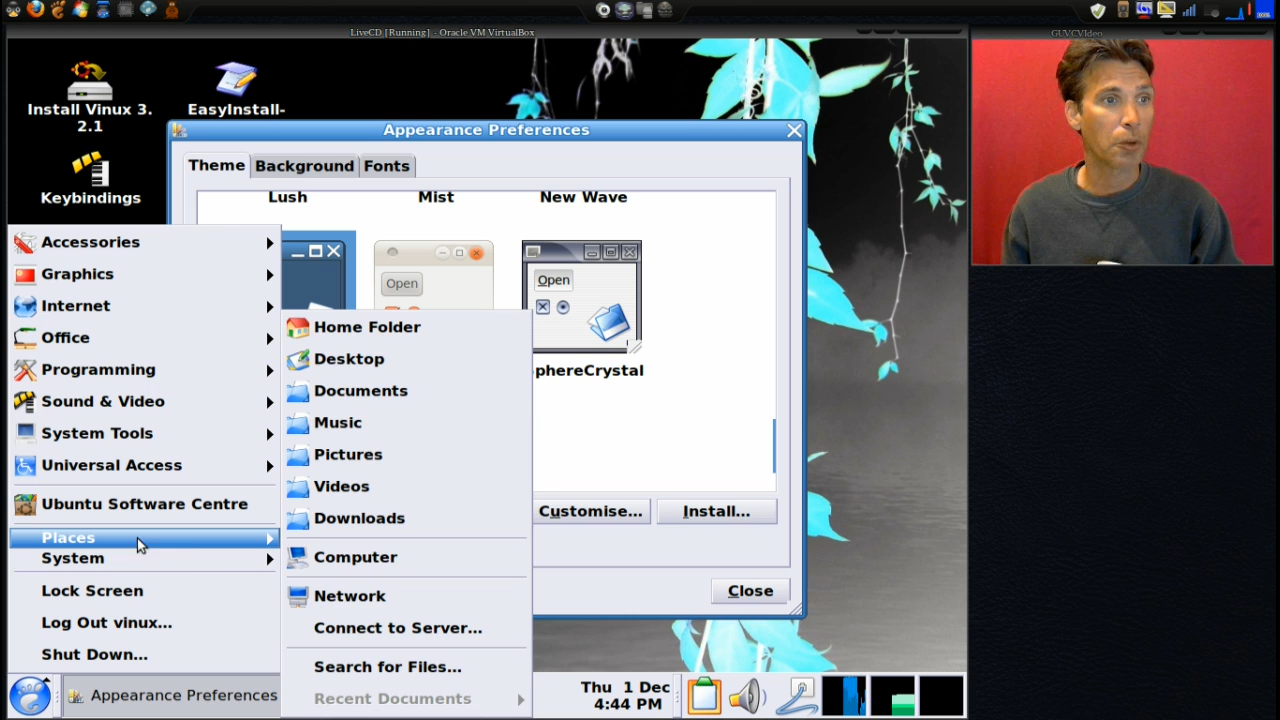 LiveCD [Running] - Oracle VM VirtualBox
GUVCVideo
Install Vinux 3.
2.1
EasyInstall-
Keybindings
Appearance Preferences
Theme
Background
Fonts
Lush
Mist
New Wave
Open
Open
phereCrystal
Customise...
Install...
Close
Accessories
Graphics
Internet
Office
Programming
Sound & Video
System Tools
Universal Access
Ubuntu Software Centre
Places
System
Lock Screen
Log Out vinux...
Shut Down...
Home Folder
Desktop
Documents
Music
Pictures
Videos
Downloads
Computer
Network
Connect to Server...
Search for Files...
Recent Documents
Appearance Preferences
Thu 1 Dec
4:44 PM